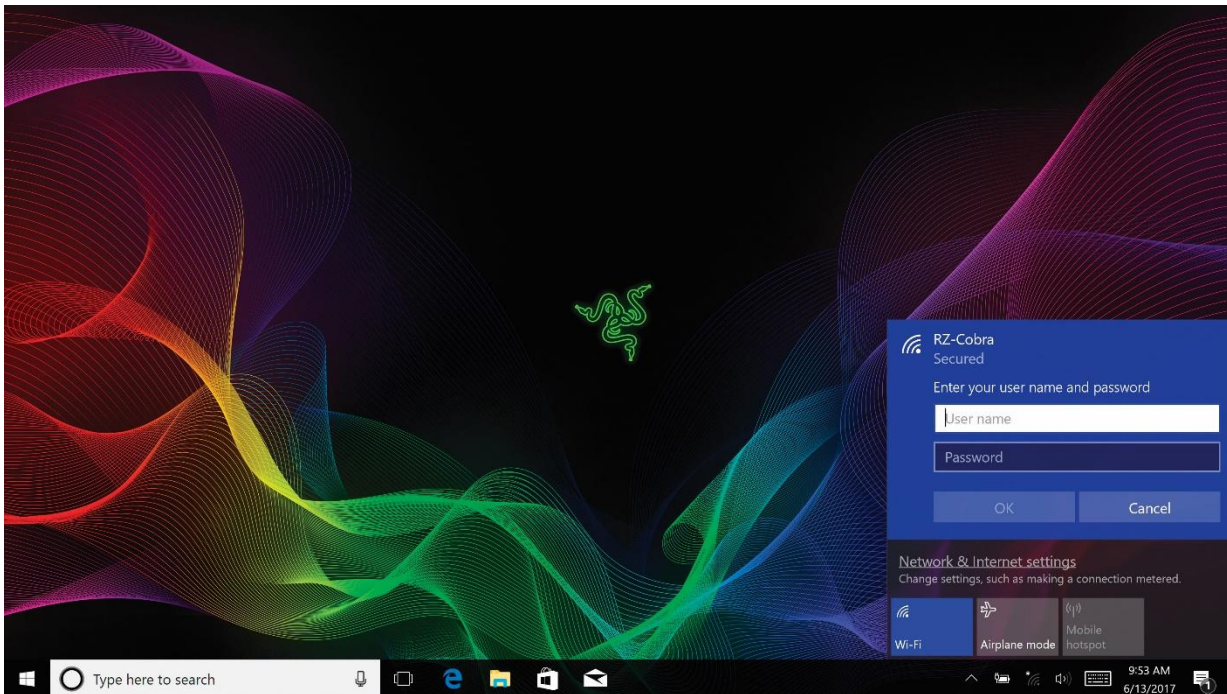 RZ-Cobra
Secured
Enter your user name and password
User name
Password
OK
Cancel
Network & Internet settings
Change settings, such as making a connection metered.
Wi-Fi
Airplane mode
Mobile
hotspot
Type here to search
9:53 AM
6/13/2017
1